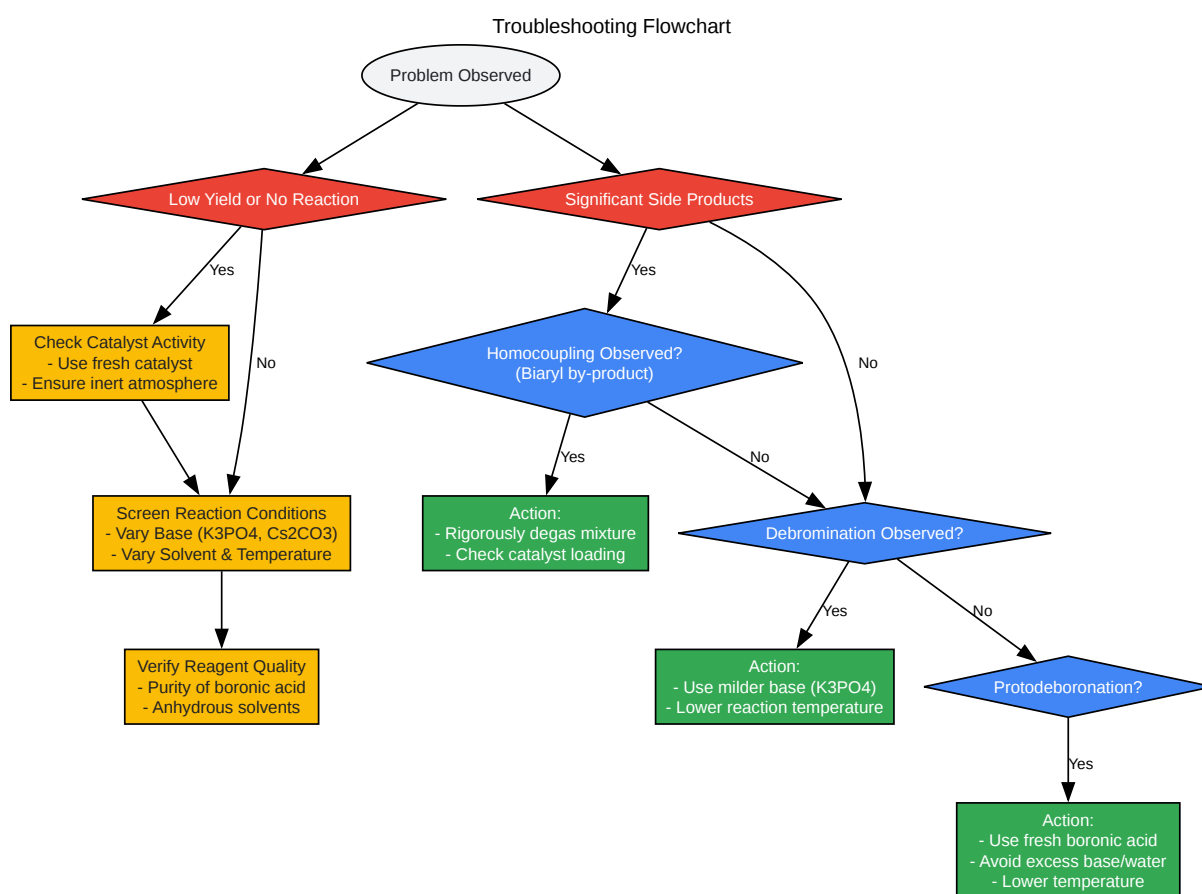 Troubleshooting Flowchart
Problem Observed
Low Yield or No Reaction
Significant Side Products
Yes
Yes
Check Catalyst Activity
- Use fresh catalyst
- Ensure inert atmosphere
No
Homocoupling Observed?
(Biaryl by-product)
No
Yes
No
Screen Reaction Conditions
- Vary Base (K3PO4, Cs2CO3)
- Vary Solvent & Temperature
Action:
- Rigorously degas mixture
- Check catalyst loading
Debromination Observed?
Yes
No
Verify Reagent Quality
- Purity of boronic acid
- Anhydrous solvents
Action:
- Use milder base (K3PO4)
- Lower reaction temperature
Protodeboronation?
Yes
Action:
- Use fresh boronic acid
- Avoid excess base/water
- Lower temperature